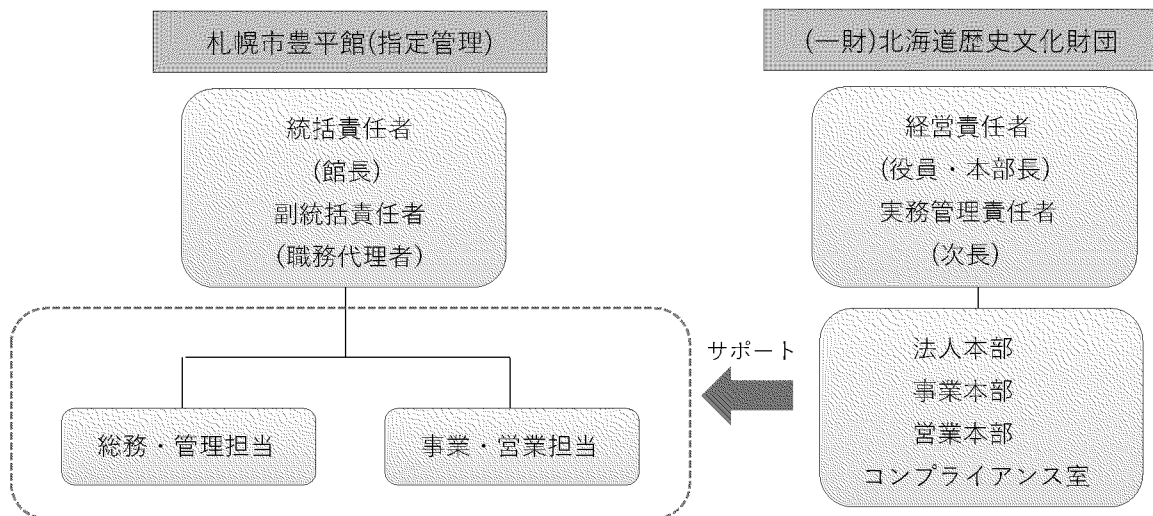 札幌市豊平館(指定管理)
統括責任者
(館長)
副統括責任者
(職務代理者)
総務・管理担当
事業・営業担当
サポート
(一財)北海道歴史文化財団
経営責任者
(役員・本部長)
実務管理責任者
(次長)
法人本部
事業本部
営業本部
コンプライアンス室